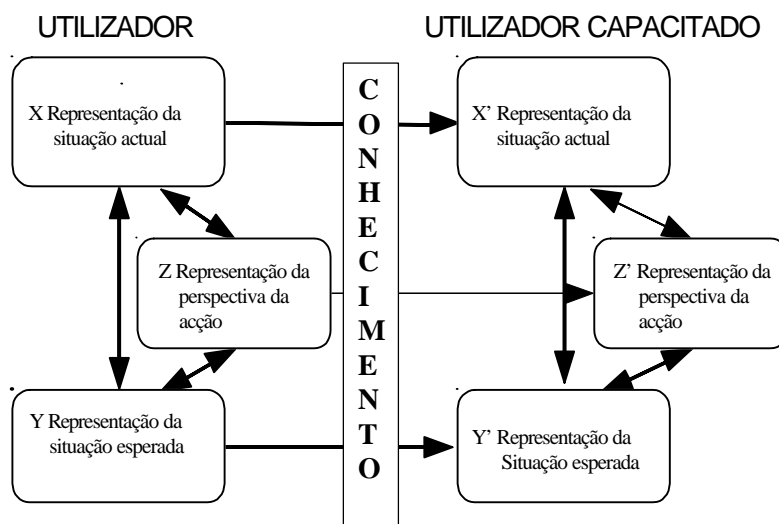 UTILIZADOR
UTILIZADOR CAPACITADO
X Representação da
situação actual
C
O
N
H
E
C
I
M
E
N
T
O
X’ Representação da
situação actual
Z Representação da
perspectiva da
acção
Z’ Representação da
perspectiva da
acção
Y Representação da
situação esperada
Y’ Representação da
Situação esperada